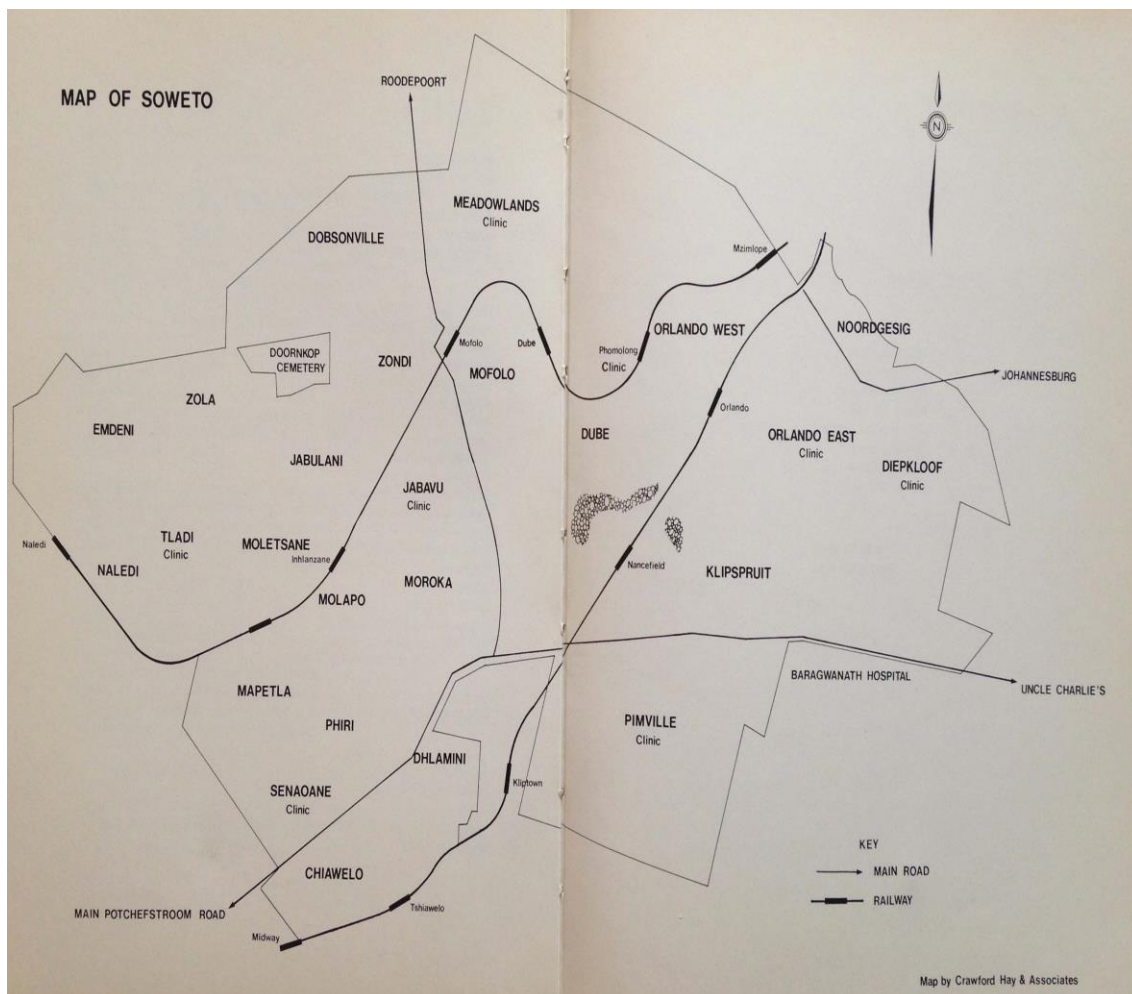 MAP OF SOWETO
ROODEPOORT
N
MEADOWLANDS
Clinic
DOBSONVILLE
Mzimlope
ORLANDO WEST
NOORDGESIG
Mofolo
Dube
Phomolong
Clinic
DOORNKOP
CEMETERY
ZONDI
MOFOLO
JOHANNESBURG
ZOLA
Orlando
EMDENI
DUBE
ORLANDO EAST
Clinic
JABULANI
DIEPKLOOF
Clinic
JABAVU
Clinic
TLADI
Clinic
Naledi
MOLETSANE
Inhlanzane
NALEDI
Nancefield
KLIPSPRUIT
MOROKA
MOLAPO
BARAGWANATH HOSPITAL
MAPETLA
UNCLE CHARLIE'S
PHIRI
PIMVILLE
Clinic
DHLAMINI
Kliptown
SENAOANE
Clinic
KEY
CHIAWELO
MAIN ROAD
RAILWAY
MAIN POTCHEFSTROOM ROAD
Tshiawelo
Midway
Map by Crawford Hay & Associates